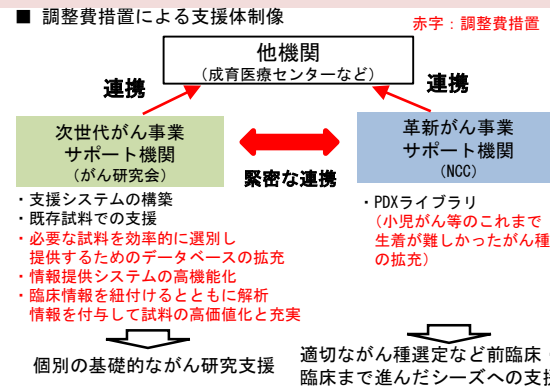 ■ 調整費措置による支援体制像
赤字：調整費措置
他機関
（成育医療センターなど）
連携
連携
次世代がん事業
サポート機関
（がん研究会）
緊密な連携
革新がん事業
サポート機関
（NCC）
・支援システムの構築
・既存試料での支援
・必要な試料を効率的に選別し
提供するためのデータベースの拡充
・情報提供システムの高機能化
・臨床情報を紐付けるとともに解析
情報を付与して試料の高価値化と充実
・PDXライブラリ
（小児がん等のこれまで
生着が難しかったがん種
の拡充）
個別の基礎的ながん研究支援
適切ながん種選定など前臨床
臨床まで進んだシーズへの支援